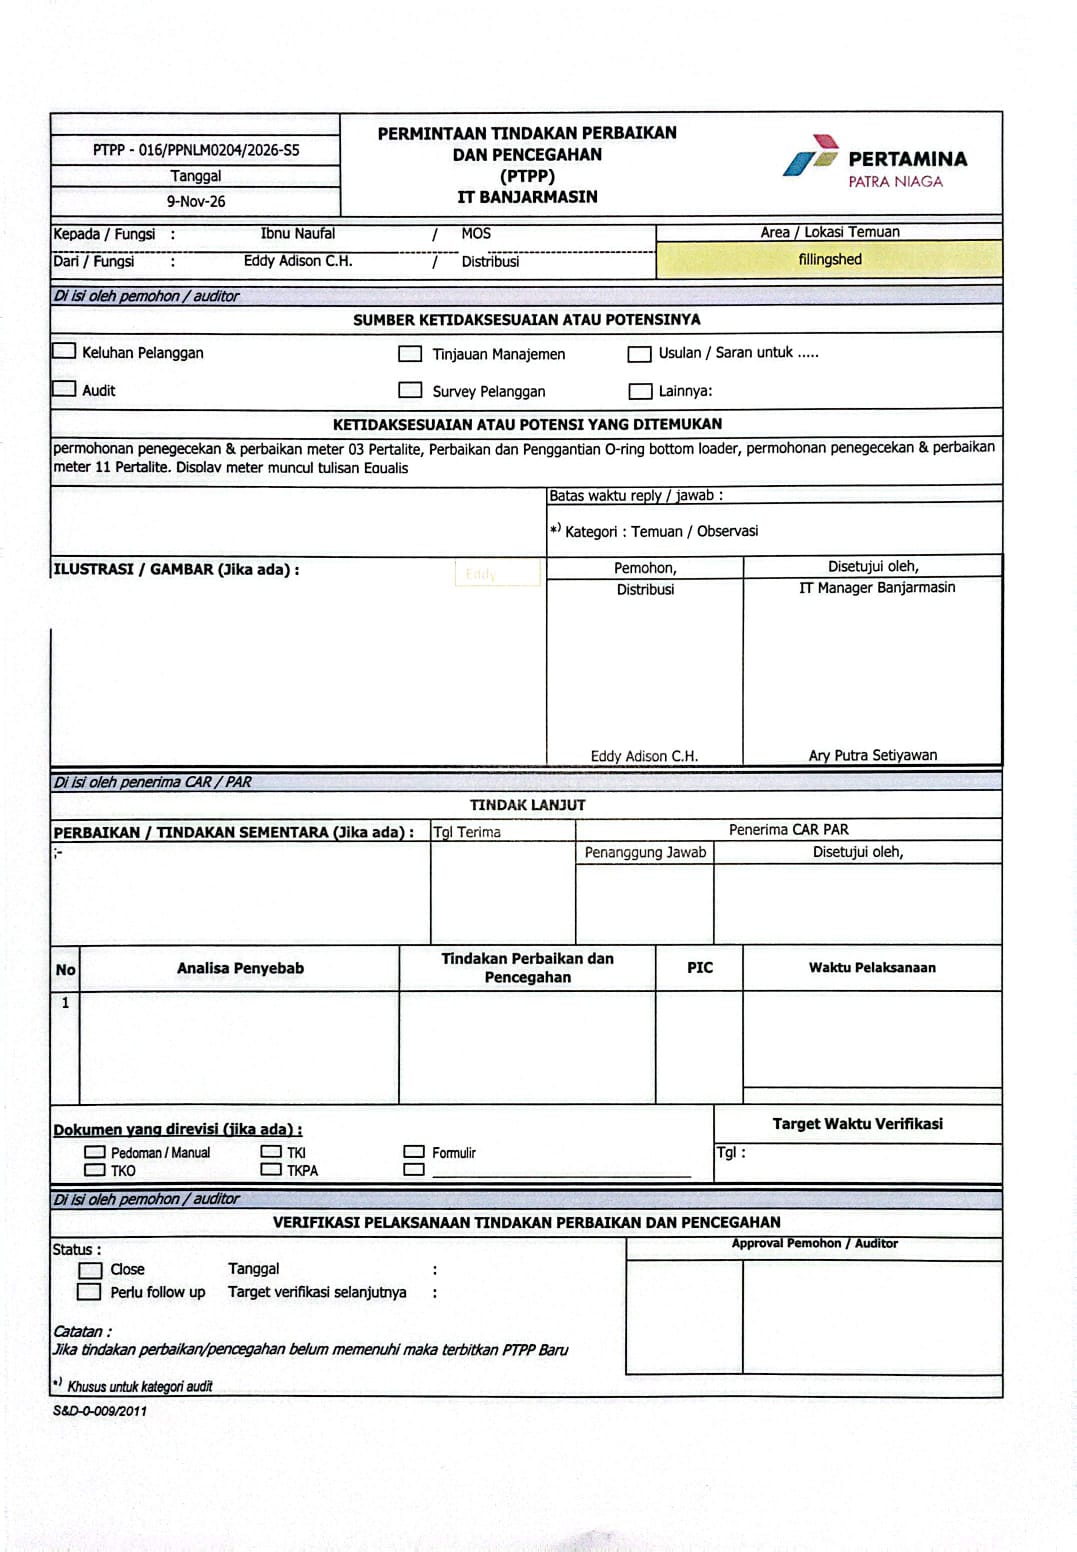 PTPP - 016/PPNLM0204/2026-S5
Tanggal
9-Nov-26
PERMINTAAN TINDAKAN PERBAIKAN
DAN PENCEGAHAN
(PTPP)
IT BANJARMASIN
PERTAMINA
PATRA NIAGA
Kepada / Fungsi : Ibnu Naufal / MOS
Dari / Fungsi : Eddy Adison C.H. / Distribusi
Area / Lokasi Temuan
fillingshed
Di isi oleh pemohon / auditor
SUMBER KETIDAKSESUAIAN ATAU POTENSINYA
Keluhan Pelanggan Tinjauan Manajemen Usulan / Saran untuk .....
Audit Survey Pelanggan Lainnya:
KETIDAKSESUAIAN ATAU POTENSI YANG DITEMUKAN
permohonan penegecekan & perbaikan meter 03 Pertalite, Perbaikan dan Penggantian O-ring bottom loader, permohonan penegecekan & perbaikan
meter 11 Pertalite. Display meter muncul tulisan Equalis
Batas waktu reply / jawab :
*) Kategori : Temuan / Observasi
ILUSTRASI / GAMBAR (Jika ada) :
Eddy
Pemohon, Disetujui oleh,
Distribusi IT Manager Banjarmasin
Eddy Adison C.H. Ary Putra Setiyawan
Di isi oleh penerima CAR / PAR
TINDAK LANJUT
PERBAIKAN / TINDAKAN SEMENTARA (Jika ada) : Tgl Terima Penerima CAR PAR
:- Penanggung Jawab Disetujui oleh,
No Analisa Penyebab Tindakan Perbaikan dan
Pencegahan PIC Waktu Pelaksanaan
1
Dokumen yang direvisi (jika ada) : Target Waktu Verifikasi
Pedoman / Manual TKI Formulir Tgl :
TKO TKPA
Di isi oleh pemohon / auditor
VERIFIKASI PELAKSANAAN TINDAKAN PERBAIKAN DAN PENCEGAHAN
Status : Approval Pemohon / Auditor
Close Tanggal :
Perlu follow up Target verifikasi selanjutnya :
Catatan :
Jika tindakan perbaikan/pencegahan belum memenuhi maka terbitkan PTPP Baru
*) Khusus untuk kategori audit
S&D-0-009/2011